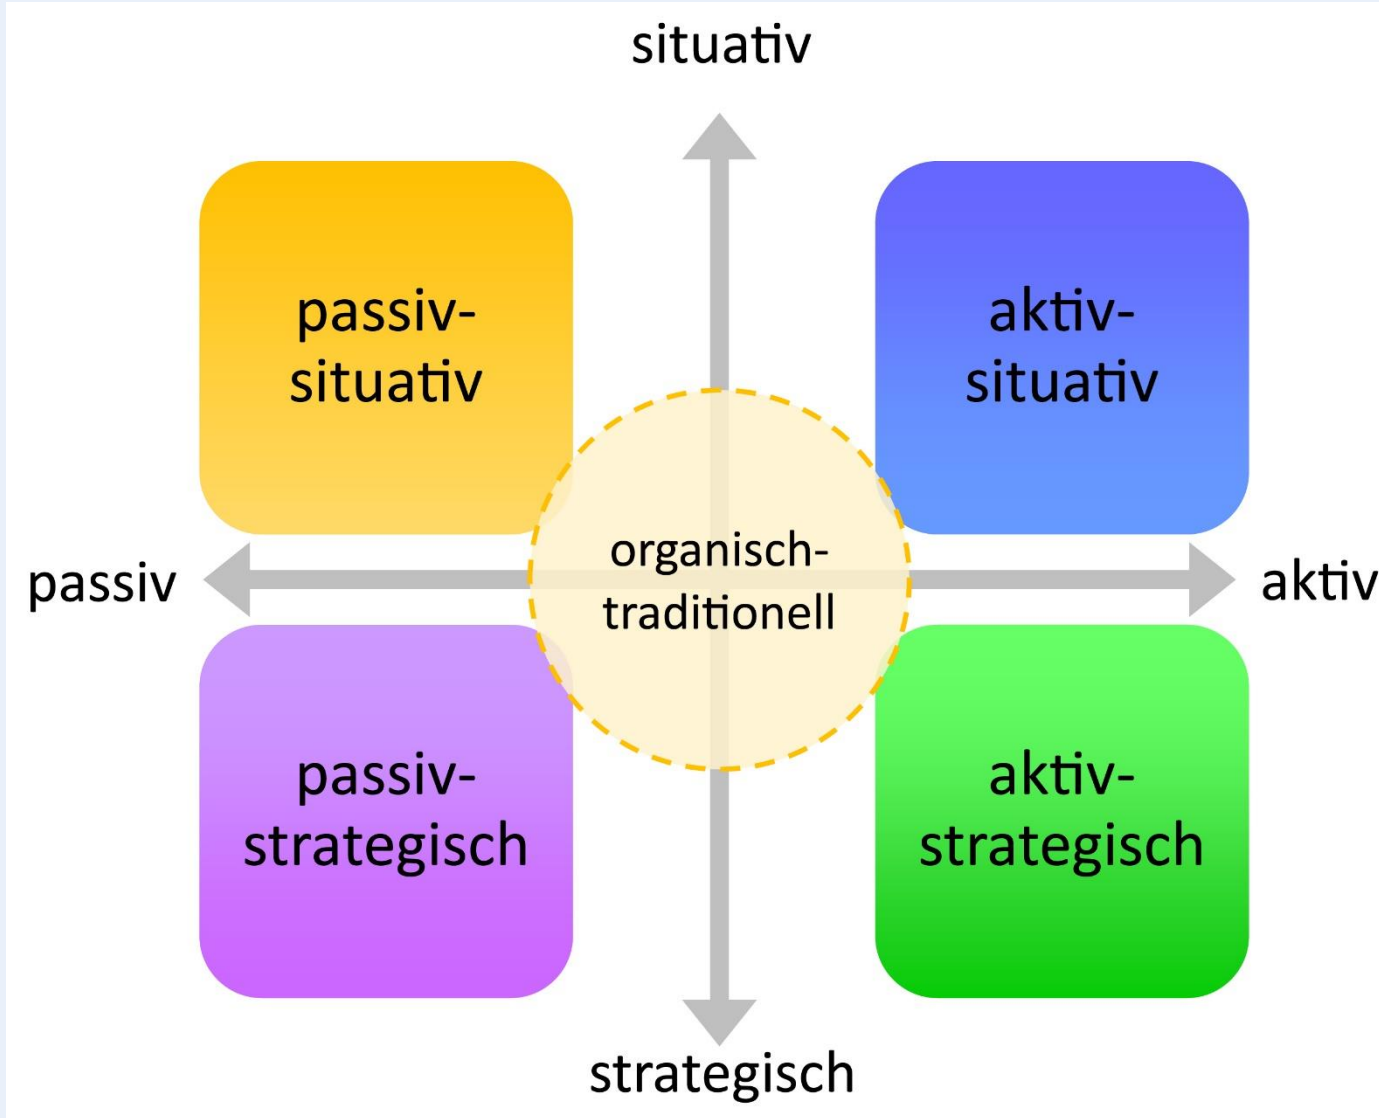 situativ
passiv-
situativ
aktiv-
situativ
organisch-
traditionell
passiv
aktiv
passiv-
strategisch
aktiv-
strategisch
strategisch